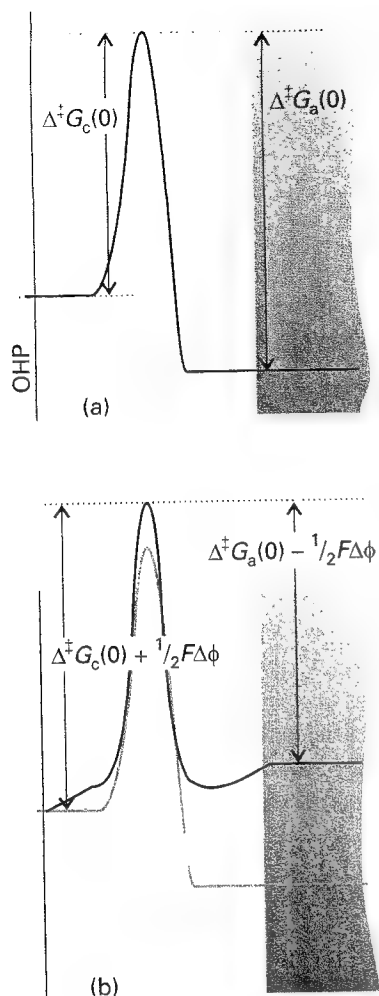 Δ‡Gc(0)
Δ‡Ga(0)
OHP
(a)
Δ‡Ga(0) − 1/2FΔϕ
Δ‡Gc(0) + 1/2FΔϕ
(b)